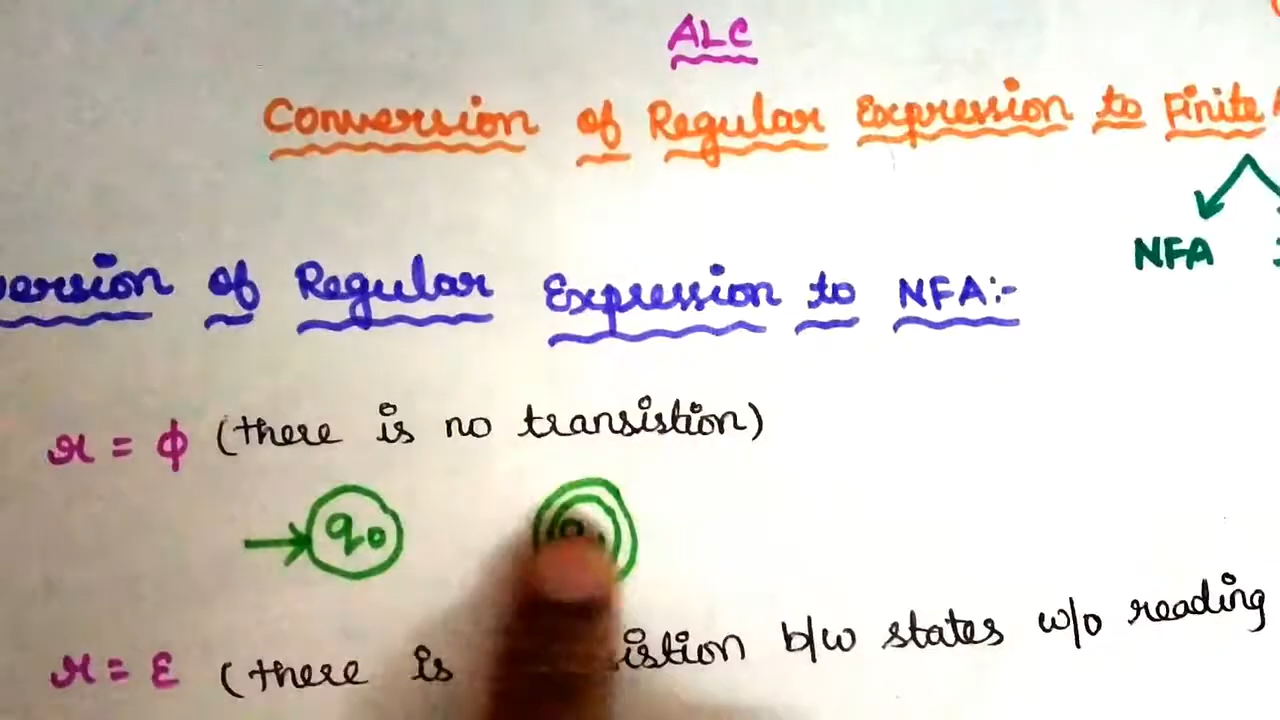 ALC
Conversion of Regular Expression to Finite
NFA
version of Regular Expression to NFA:-
r = ϕ (there is no transistion)
q0
r = ε (there is istion b/w states w/o reading